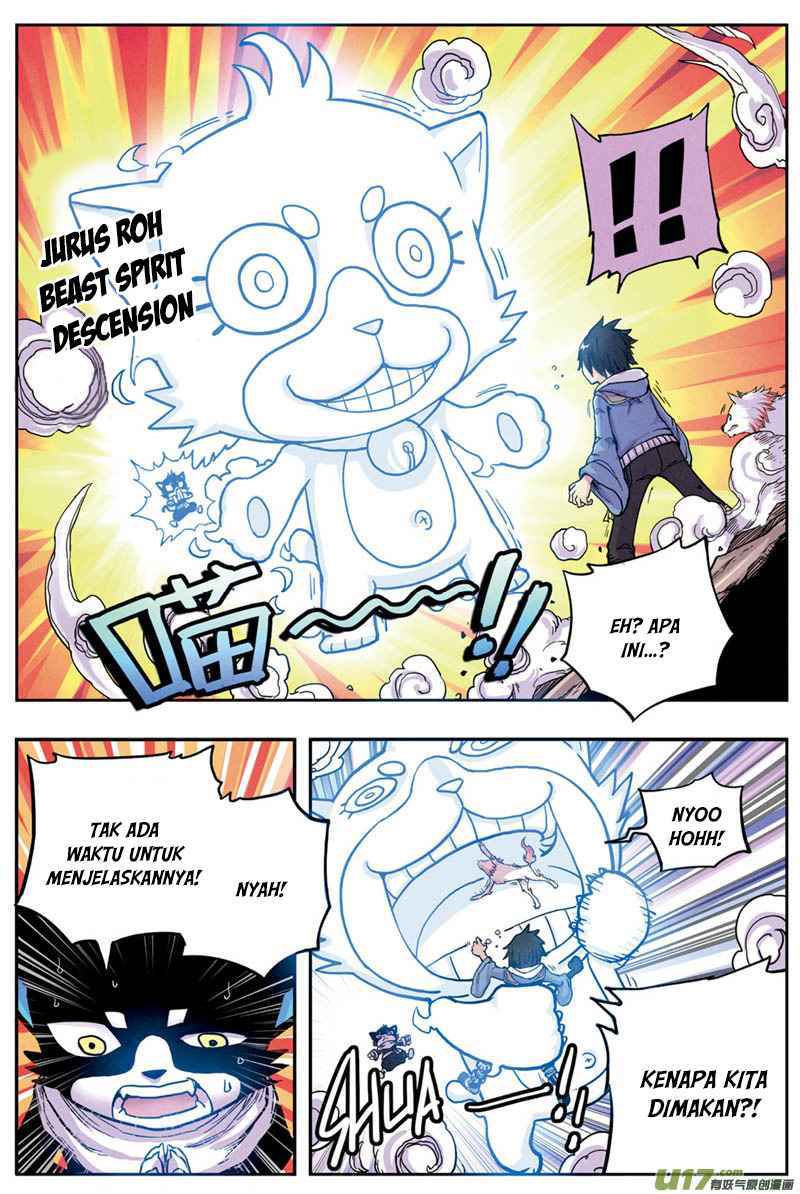 !!
JURUS ROH
BEAST SPIRIT
DESCENSION
喵~!!
EH? APA
INI...?
TAK ADA
WAKTU UNTUK
MENJELASKANNYA!
NYAH!
NYOO
HOHH!
SHUA —!!
KENAPA KITA
DIMAKAN?!
U17.com
有妖气原创漫画